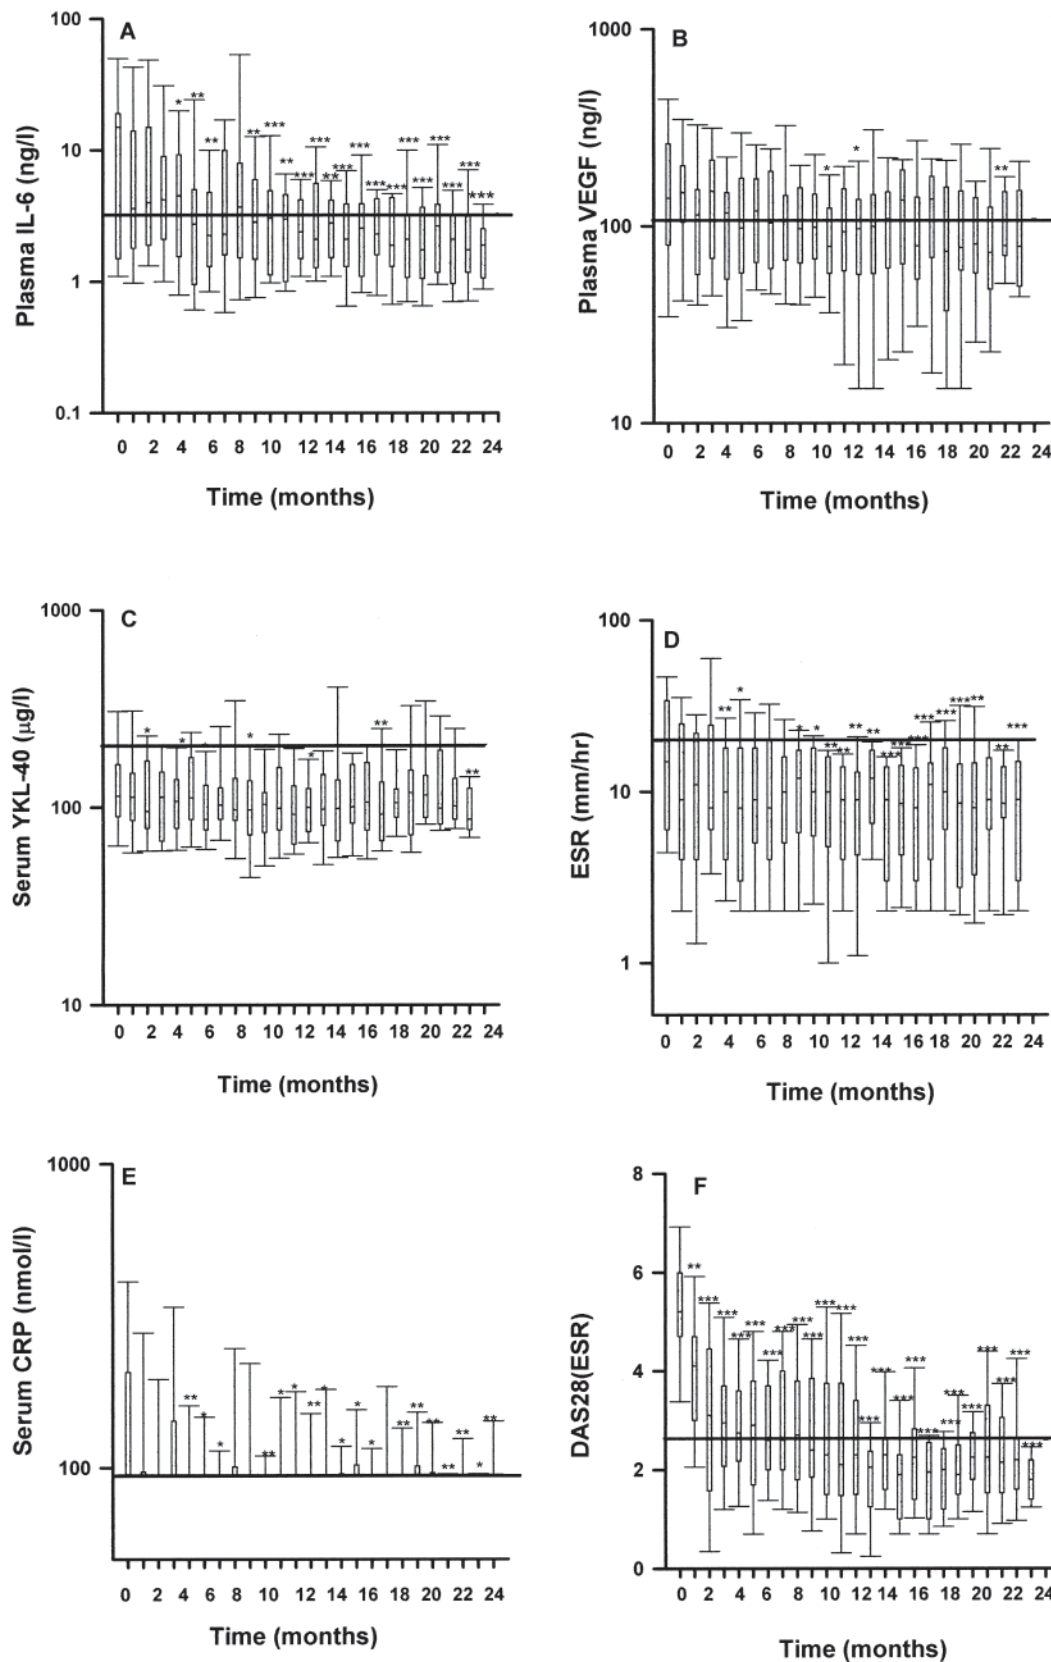 A
100
10
1
0.1
Plasma IL-6 (ng/l)
* ** ** ** *** ** *** *** ** *** *** *** *** *** *** *** *** *** ***
0 2 4 6 8 10 12 14 16 18 20 22 24
Time (months)
B
1000
100
10
Plasma VEGF (ng/l)
* * **
0 2 4 6 8 10 12 14 16 18 20 22 24
Time (months)
C
1000
100
10
Serum YKL-40 (µg/l)
* * * * * ** **
0 2 4 6 8 10 12 14 16 18 20 22 24
Time (months)
D
100
10
1
ESR (mm/hr)
** * * * ** ** ** ** ** *** *** *** *** *** ** ** ***
0 2 4 6 8 10 12 14 16 18 20 22 24
Time (months)
E
1000
100
Serum CRP (nmol/l)
** * * ** * * ** * * * * ** ** ** ** ** * **
0 2 4 6 8 10 12 14 16 18 20 22 24
Time (months)
F
8
6
4
2
0
DAS28(ESR)
** *** *** *** *** *** *** *** *** *** *** *** *** *** *** *** *** *** *** *** *** *** ***
0 2 4 6 8 10 12 14 16 18 20 22 24
Time (months)